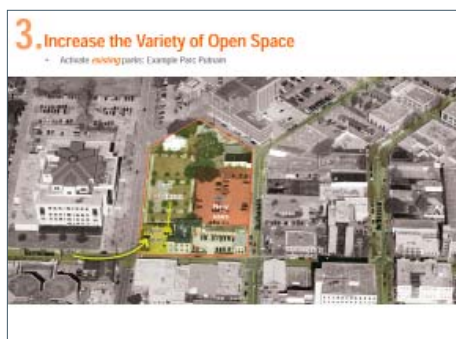 3. Increase the Variety of Open Space
- Activate existing parks: Example Parc Putnam